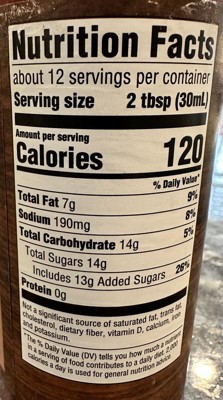 Nutrition Facts
about 12 servings per container
Serving size 2 tbsp (30mL)
Amount per serving
Calories 120
% Daily Value*
Total Fat 7g 9%
Sodium 190mg 8%
Total Carbohydrate 14g 5%
Total Sugars 14g
Includes 13g Added Sugars 26%
Protein 0g
Not a significant source of saturated fat, trans fat,
cholesterol, dietary fiber, vitamin D, calcium, iron
and potassium.
*The % Daily Value (DV) tells you how much a nutrient
in a serving of food contributes to a daily diet. 2,000
calories a day is used for general nutrition advice.